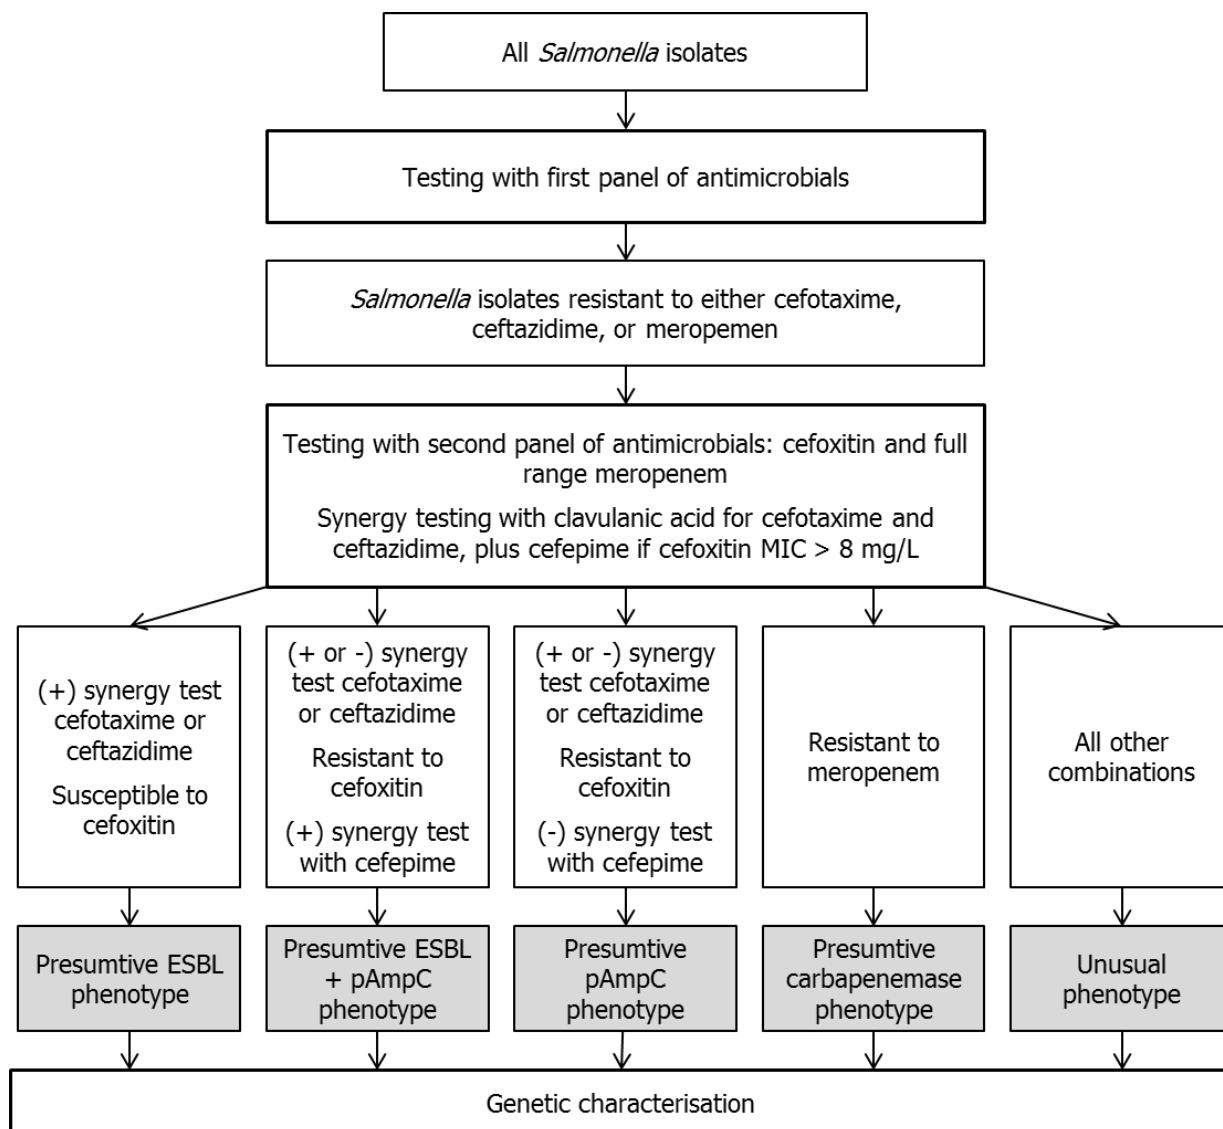 All Salmonella isolates
Testing with first panel of antimicrobials
Salmonella isolates resistant to either cefotaxime,
ceftazidime, or meropemen
Testing with second panel of antimicrobials: cefoxitin and full
range meropenem
Synergy testing with clavulanic acid for cefotaxime and
ceftazidime, plus cefepime if cefoxitin MIC > 8 mg/L
(+) synergy test
cefotaxime or
ceftazidime
Susceptible to
cefoxitin
(+ or -) synergy
test cefotaxime
or ceftazidime
Resistant to
cefoxitin
(+) synergy test
with cefepime
(+ or -) synergy
test cefotaxime
or ceftazidime
Resistant to
cefoxitin
(-) synergy test
with cefepime
Resistant to
meropenem
All other
combinations
Presumtive ESBL
phenotype
Presumtive ESBL
+ pAmpC
phenotype
Presumtive
pAmpC
phenotype
Presumtive
carbapenemase
phenotype
Unusual
phenotype
Genetic characterisation